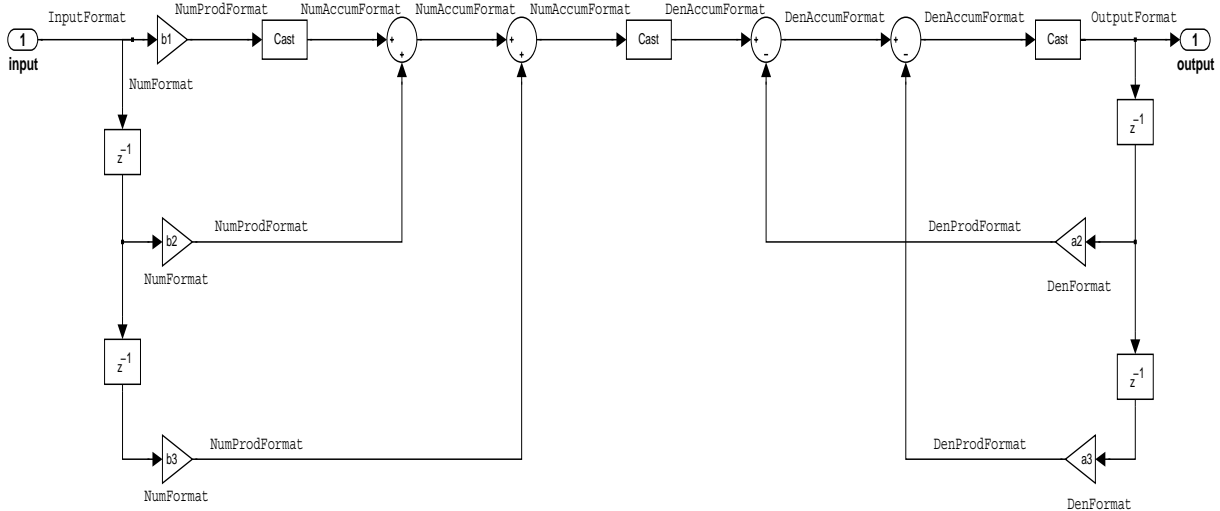 InputFormat
NumProdFormat
NumAccumFormat
NumAccumFormat
NumAccumFormat
DenAccumFormat
DenAccumFormat
DenAccumFormat
OutputFormat
1
b1
Cast
+
+
+
+
Cast
+
−
+
−
Cast
1
input
output
NumFormat
z−1
z−1
b2
NumProdFormat
DenProdFormat
a2
NumFormat
DenFormat
z−1
z−1
b3
NumProdFormat
DenProdFormat
a3
NumFormat
DenFormat